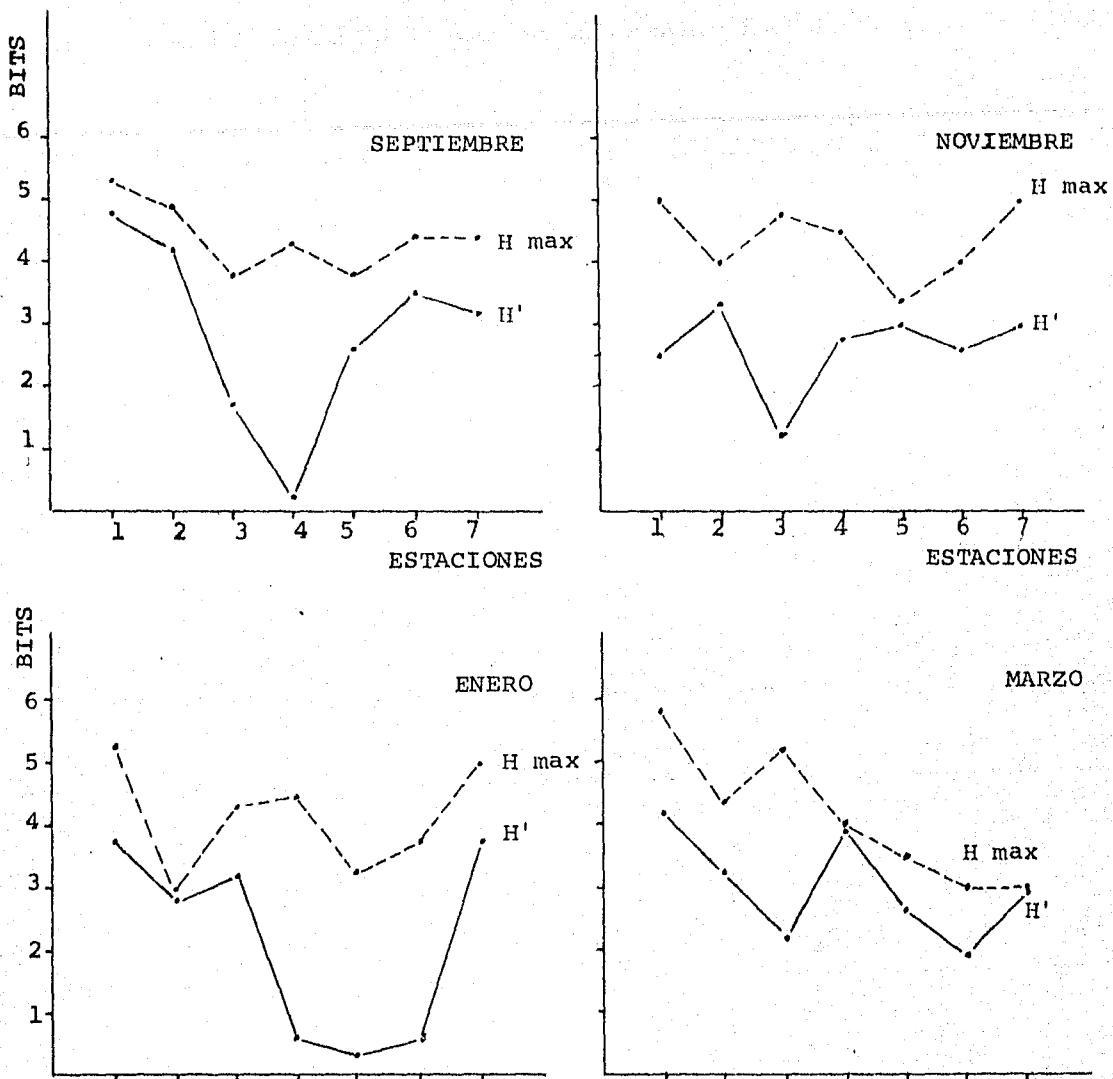 BITS
6
5
4
3
2
1
SEPTIEMBRE
H max
H'
1 2 3 4 5 6 7
ESTACIONES
NOVIEMBRE
H max
H'
1 2 3 4 5 6 7
ESTACIONES
BITS
6
5
4
3
2
1
ENERO
H max
H'
MARZO
H max
H'